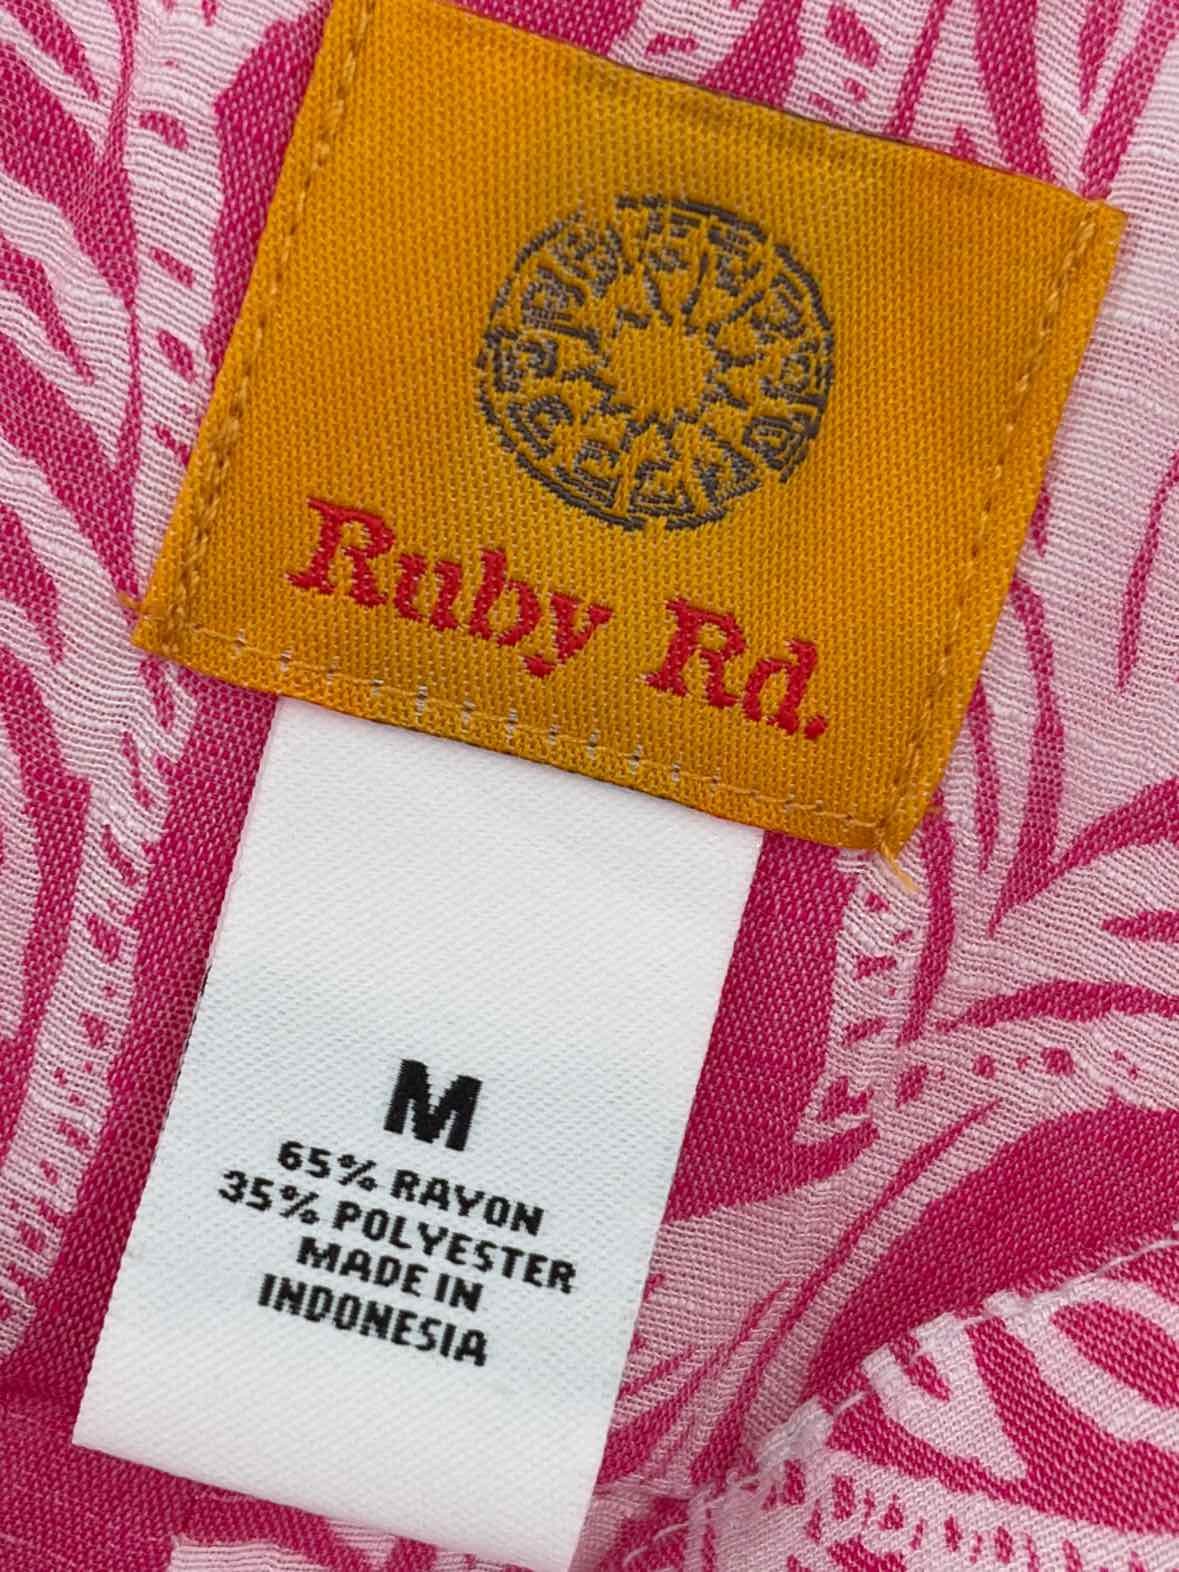 Ruby Rd.
M
65% RAYON
35% POLYESTER
MADE IN
INDONESIA